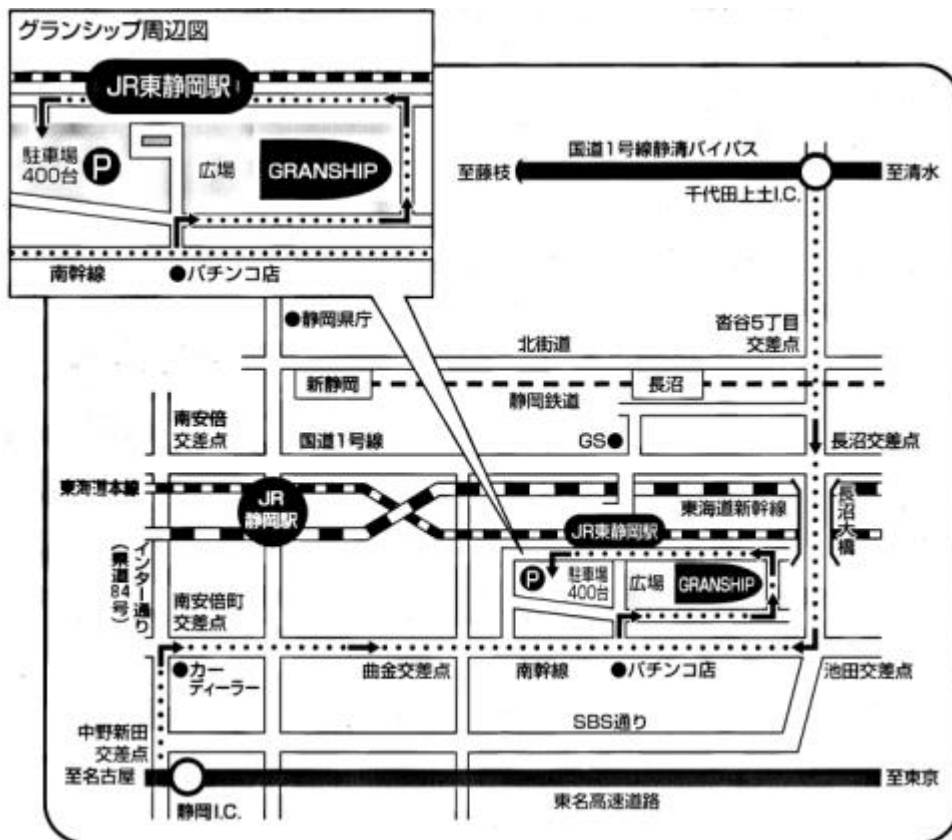 グランシップ周辺図
JR東静岡駅
駐車場
400台
P
広場
GRANSHIP
南幹線
●パチンコ店
国道1号線静清バイパス
至藤枝
至清水
千代田上土I.C.
●静岡県庁
沓谷5丁目
交差点
北街道
新静岡
長沼
静岡鉄道
南安倍
交差点
国道1号線
GS●
長沼交差点
東海道本線
JR
静岡駅
東海道新幹線
長沼大橋
JR東静岡駅
インター通り
(県道84号)
P
駐車場
400台
広場
GRANSHIP
南安倍町
交差点
●カー
ディーラー
曲金交差点
南幹線
●パチンコ店
池田交差点
SBS通り
中野新田
交差点
至名古屋
至東京
静岡I.C.
東名高速道路